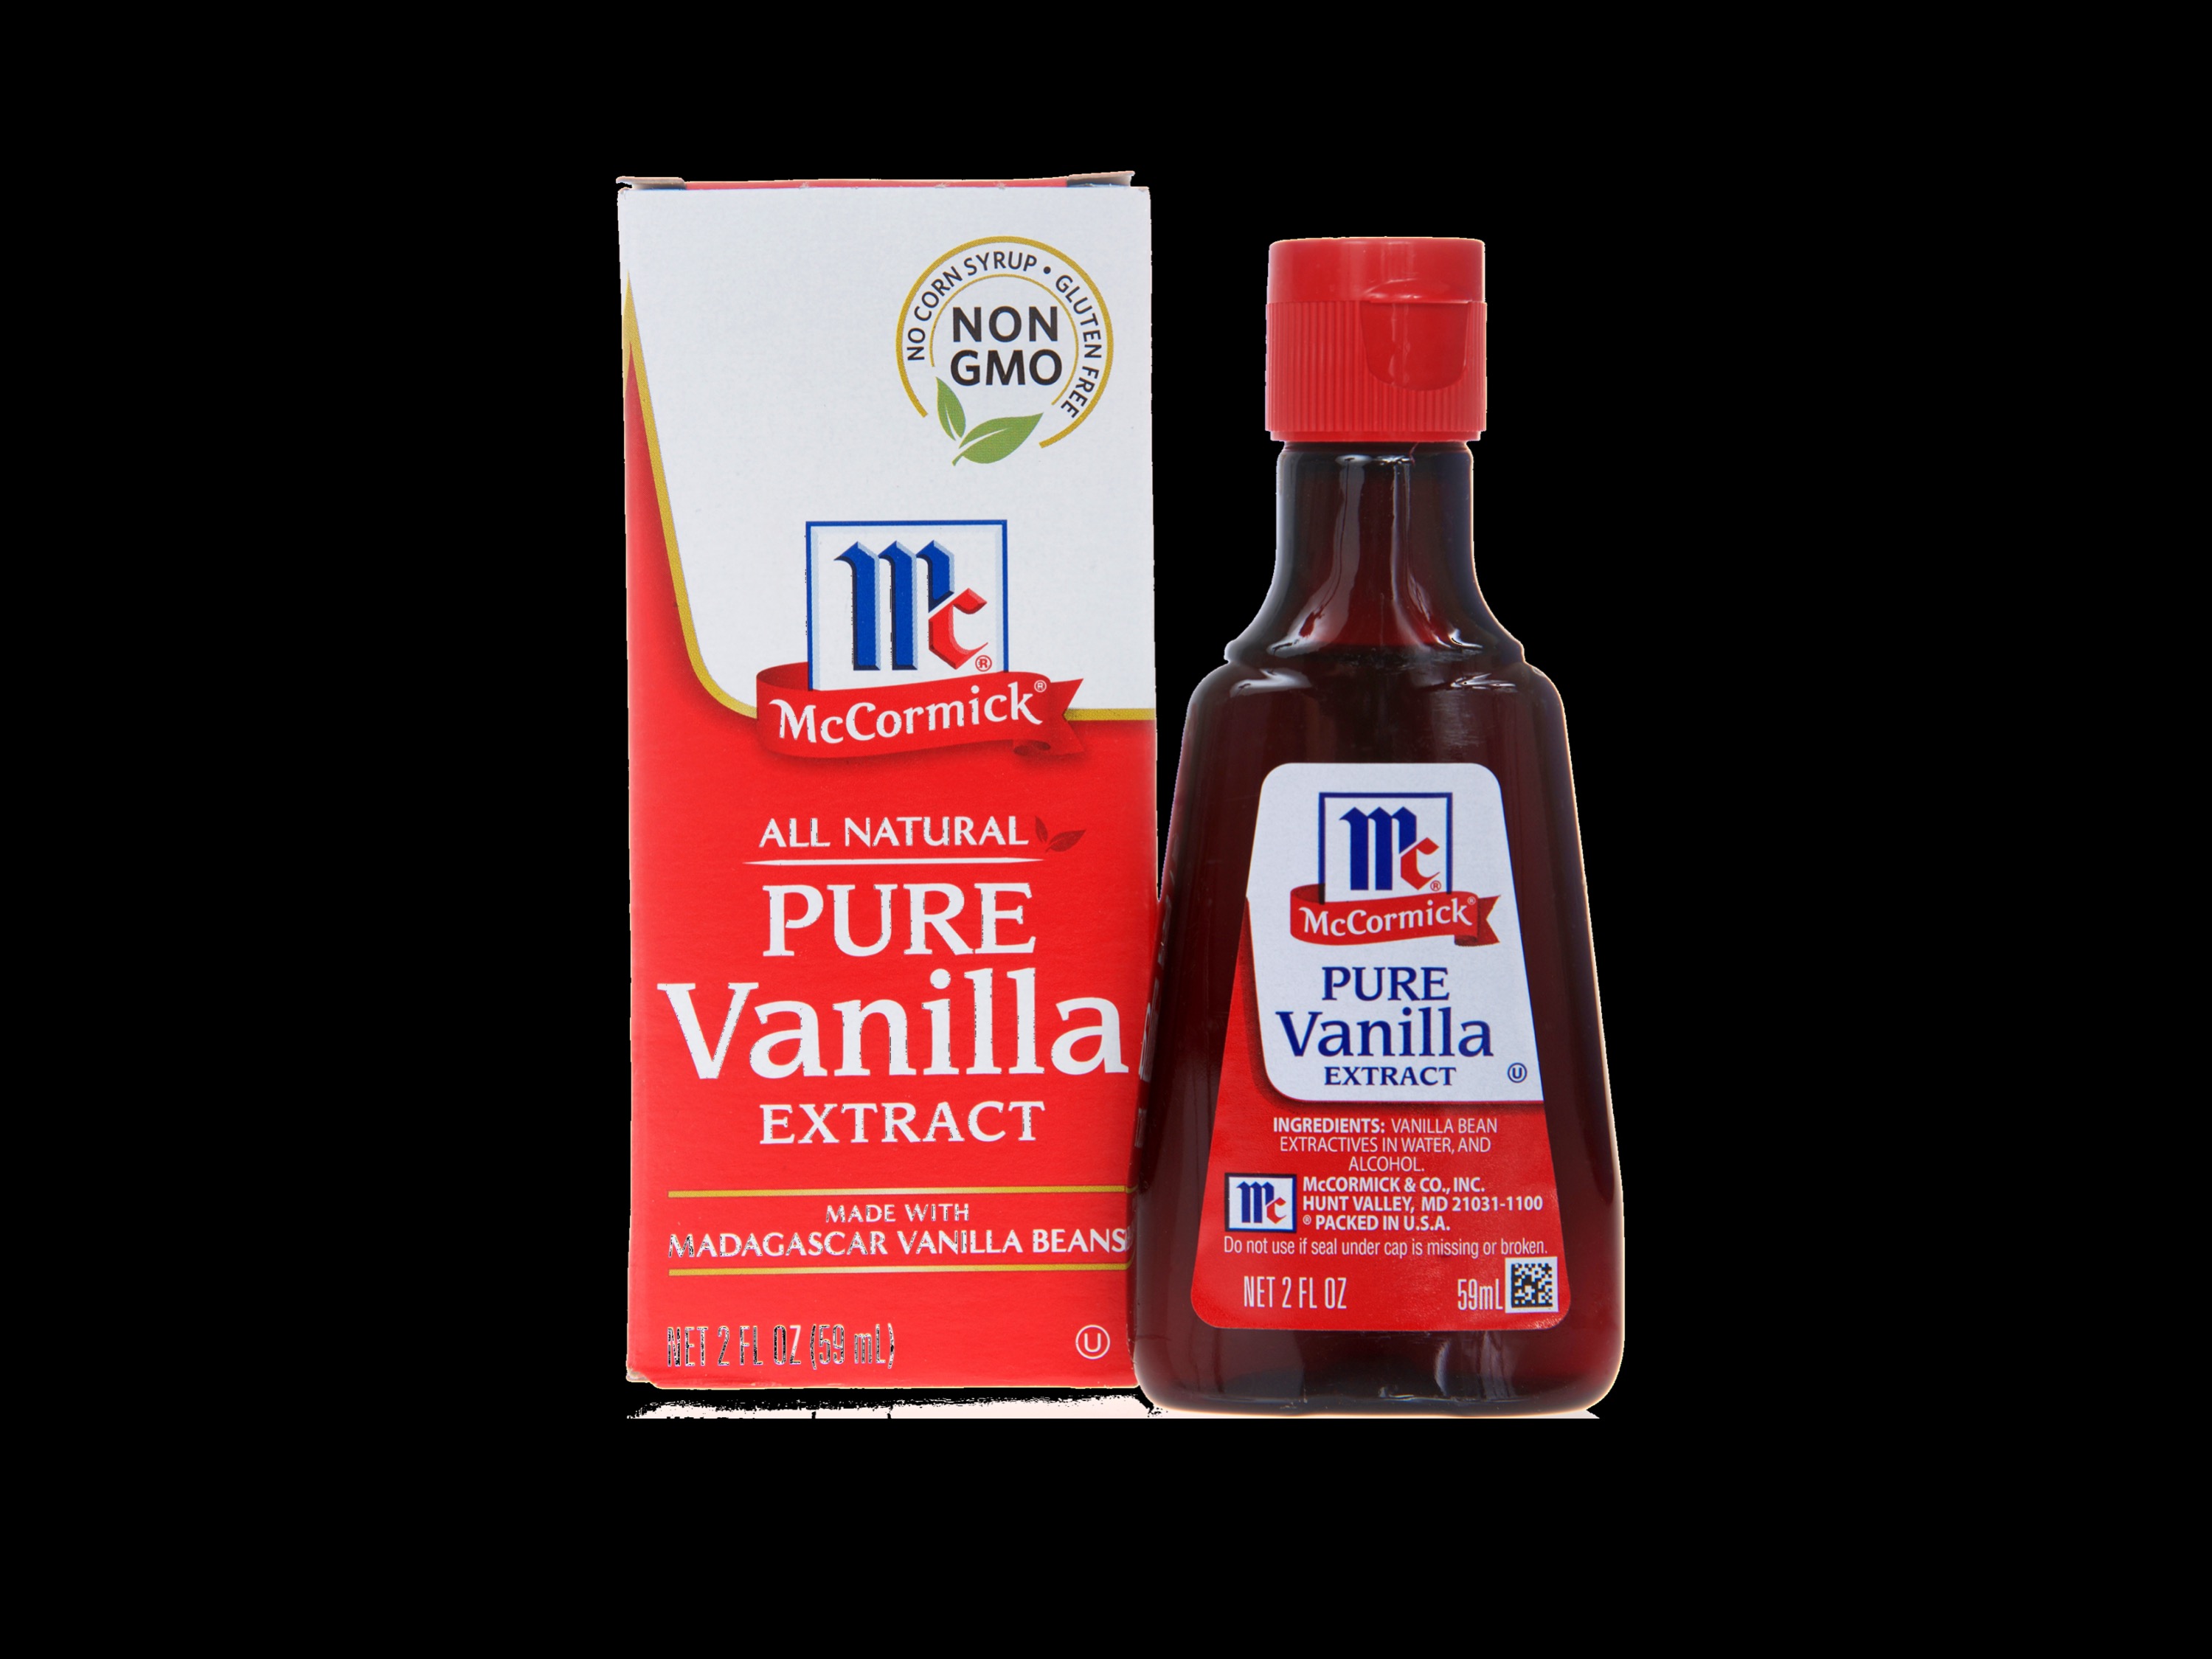 NO CORN SYRUP • GLUTEN FREE
NON
GMO
Mc®
McCormick®
ALL NATURAL
PURE
Vanilla
EXTRACT
MADE WITH
MADAGASCAR VANILLA BEANS
NET 2 FL OZ (59 mL)
U
Mc®
McCormick®
PURE
Vanilla
EXTRACT
U
INGREDIENTS: VANILLA BEAN
EXTRACTIVES IN WATER, AND
ALCOHOL.
Mc
McCORMICK & CO., INC.
HUNT VALLEY, MD 21031-1100
® PACKED IN U.S.A.
Do not use if seal under cap is missing or broken.
NET 2 FL OZ 59mL